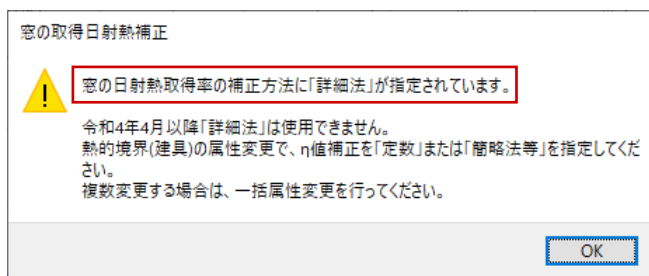 窓の取得日射熱補正
窓の日射熱取得率の補正方法に「詳細法」が指定されています。
令和4年4月以降「詳細法」は使用できません。
熱的境界(建具)の属性変更で、η値補正を「定数」または「簡略法等」を指定してくだ
さい。
複数変更する場合は、一括属性変更を行ってください。
OK